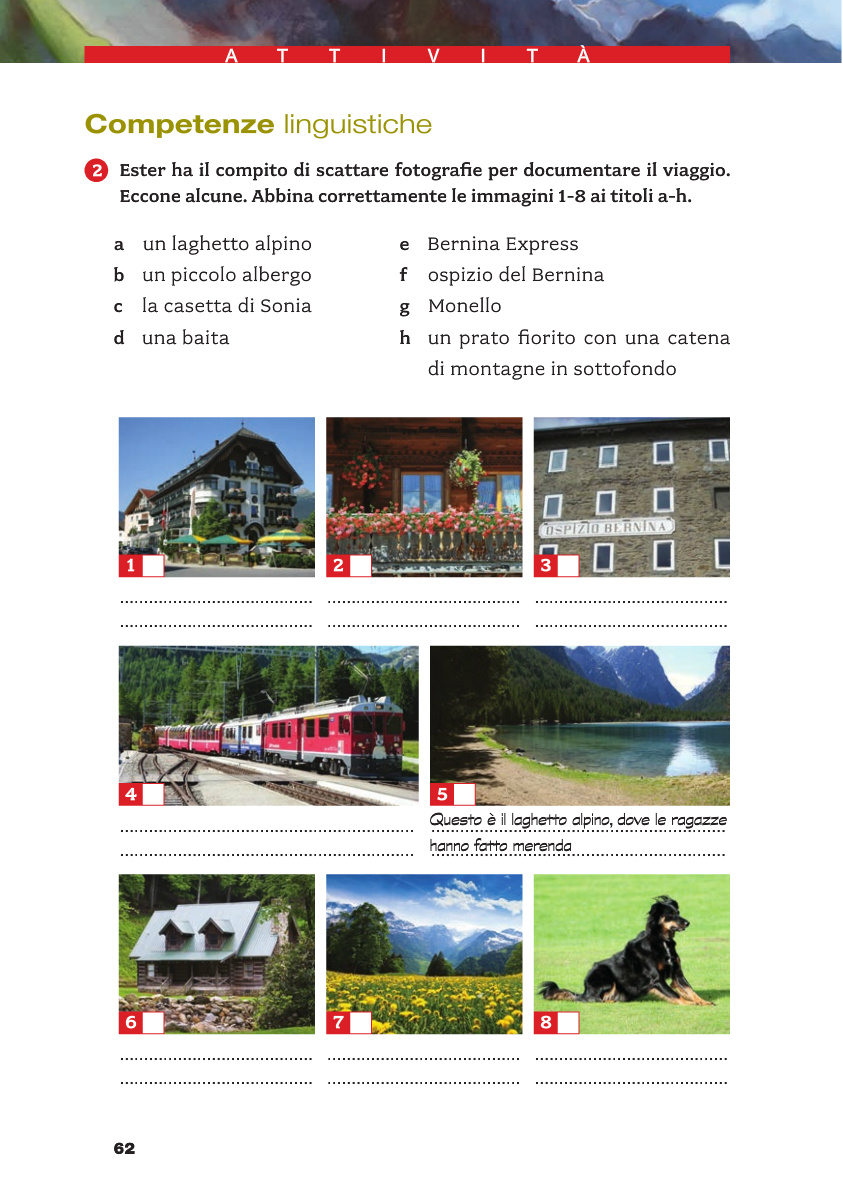 ATTIVITÀ
Competenze linguistiche
2 Ester ha il compito di scattare fotografie per documentare il viaggio.
Eccone alcune. Abbina correttamente le immagini 1-8 ai titoli a-h.
a un laghetto alpino
b un piccolo albergo
c la casetta di Sonia
d una baita
e Bernina Express
f ospizio del Bernina
g Monello
h un prato fiorito con una catena
di montagne in sottofondo
1
2
OSPIZIO BERNINA
3
4
5
Questo è il laghetto alpino, dove le ragazze
hanno fatto merenda
6
7
8
62